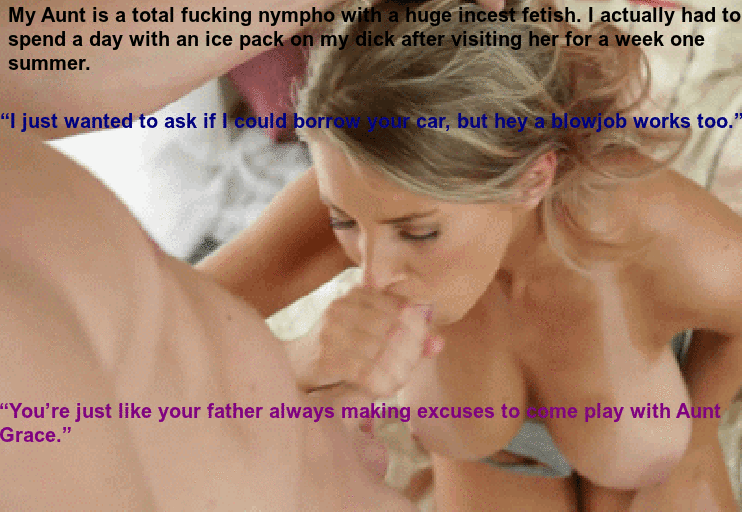 My Aunt is a total fucking nympho with a huge incest fetish. I actually had to
spend a day with an ice pack on my dick after visiting her for a week one
summer.
“I just wanted to ask if I could borrow your car, but hey a blowjob works too.”
“You’re just like your father always making excuses to come play with Aunt
Grace.”